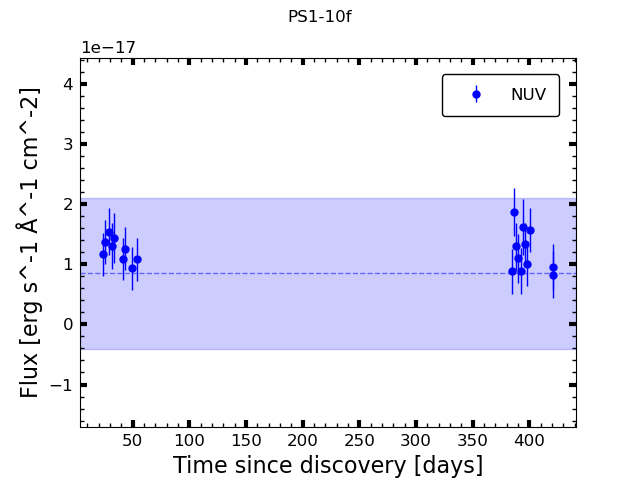 PS1-10f
1e−17
NUV
4
3
2
1
0
−1
Flux [erg s^-1 Å^-1 cm^-2]
50 100 150 200 250 300 350 400
Time since discovery [days]